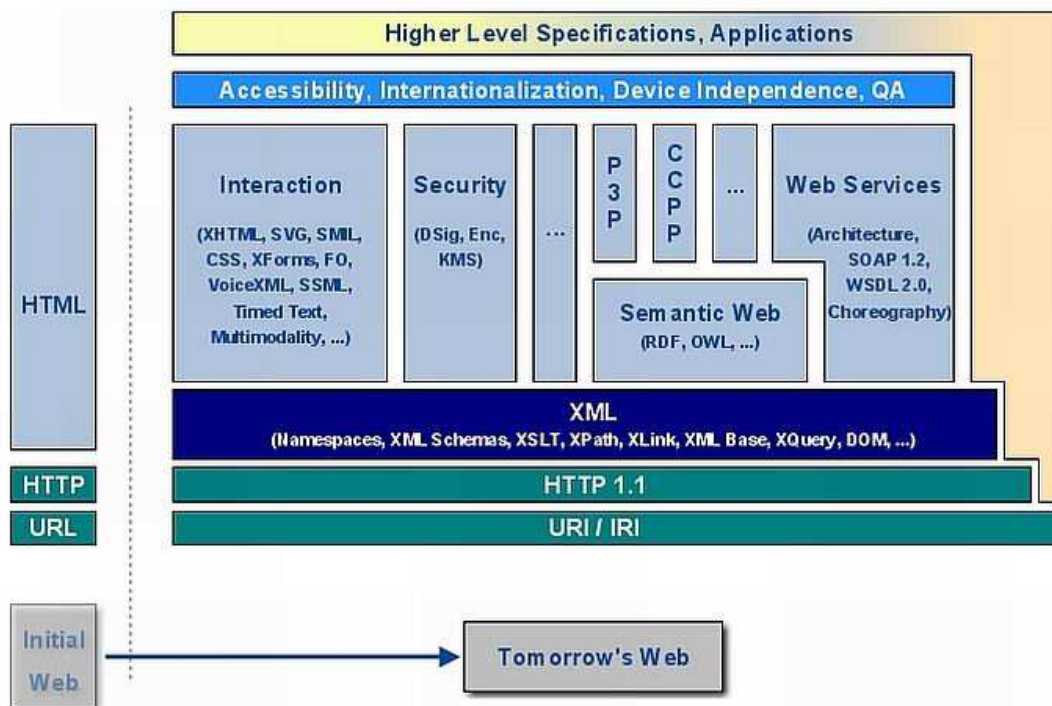 Higher Level Specifications, Applications
Accessibility, Internationalization, Device Independence, QA
HTML
Interaction
(XHTML, SVG, SMIL,
CSS, XForms, FO,
VoiceXML, SSML,
Timed Text,
Multimodality, ...)
Security
(DSig, Enc,
KMS)
...
P
3
P
C
C
P
P
...
Web Services
(Architecture,
SOAP 1.2,
WSDL 2.0,
Choreography)
Semantic Web
(RDF, OWL, ...)
XML
(Namespaces, XML Schemas, XSLT, XPath, XLink, XML Base, XQuery, DOM, ...)
HTTP
HTTP 1.1
URL
URI / IRI
Initial
Web
Tomorrow's Web